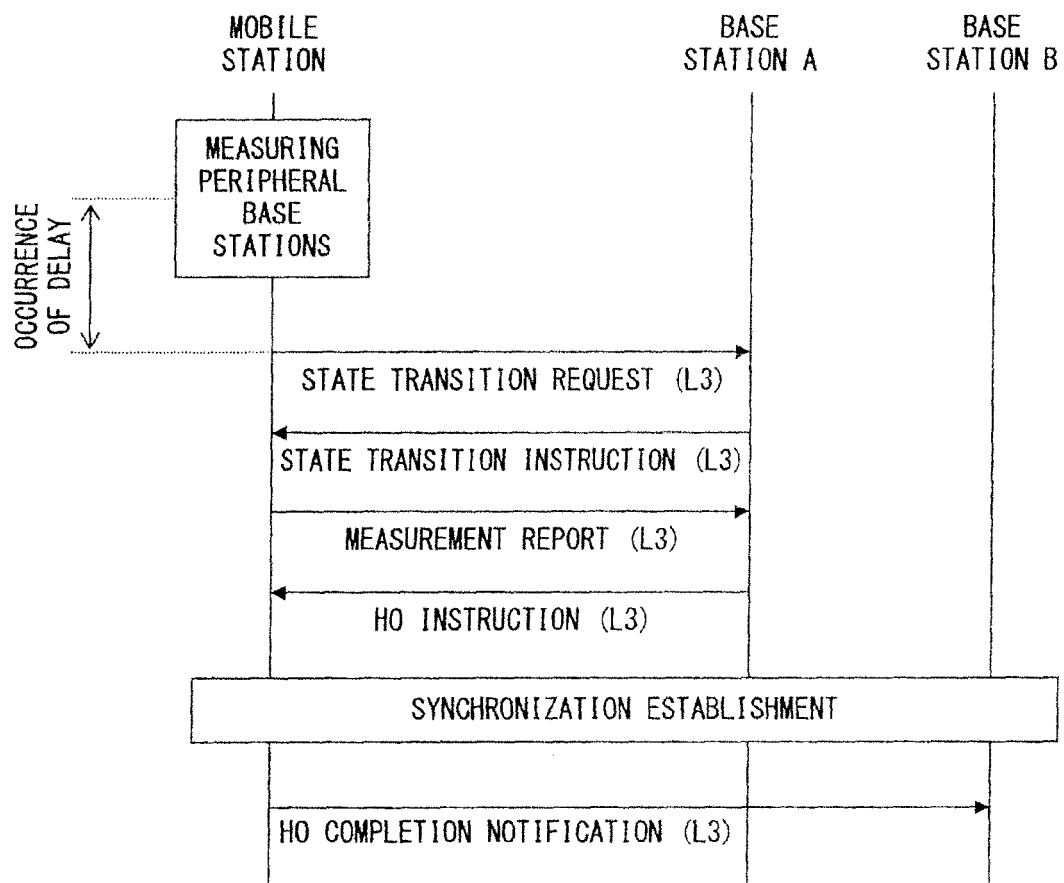 MOBILE
STATION
BASE
STATION A
BASE
STATION B
MEASURING
PERIPHERAL
BASE
STATIONS
OCCURRENCE
OF DELAY
STATE TRANSITION REQUEST (L3)
STATE TRANSITION INSTRUCTION (L3)
MEASUREMENT REPORT (L3)
HO INSTRUCTION (L3)
SYNCHRONIZATION ESTABLISHMENT
HO COMPLETION NOTIFICATION (L3)